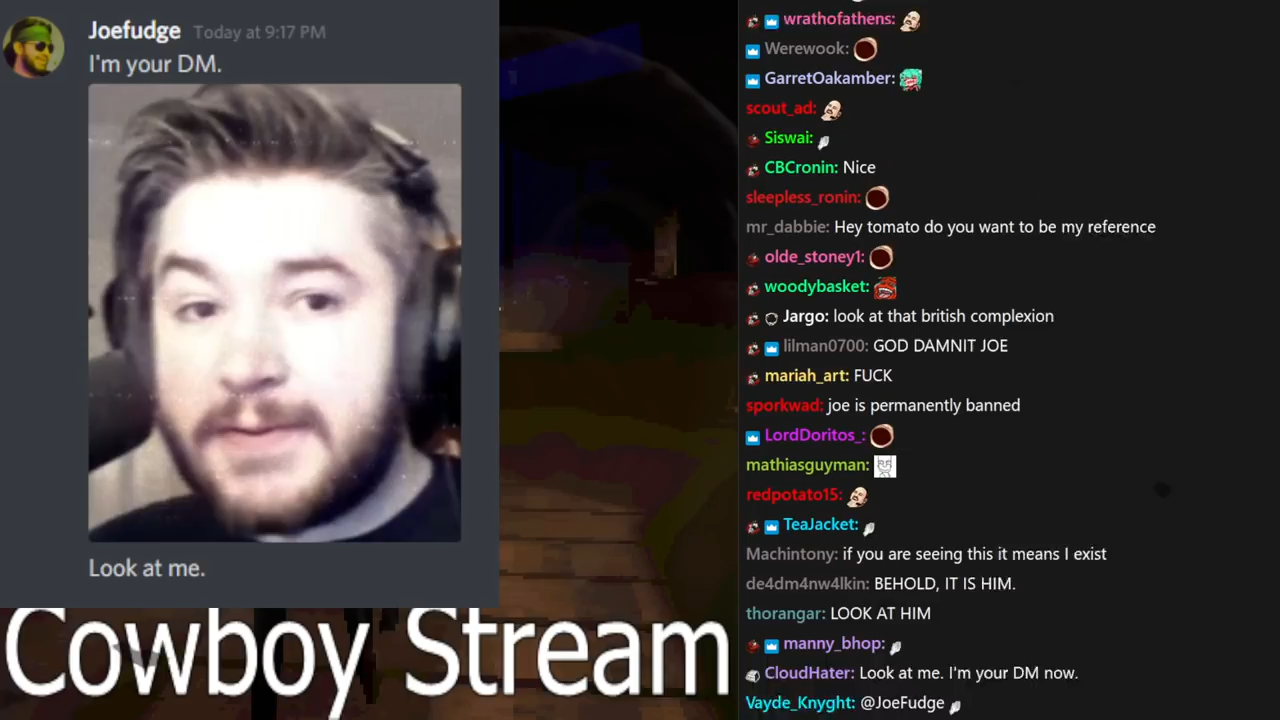 Joefudge Today at 9:17 PM
I'm your DM.
Look at me.
Cowboy Stream
wrathofathens:
Werewook:
GarretOakamber:
scout_ad:
Siswai:
CBCronin: Nice
sleepless_ronin:
mr_dabbie: Hey tomato do you want to be my reference
olde_stoney1:
woodybasket:
Jargo: look at that british complexion
lilman0700: GOD DAMNIT JOE
mariah_art: FUCK
sporkwad: joe is permanently banned
LordDoritos_:
mathiasguyman:
redpotato15:
TeaJacket:
Machintony: if you are seeing this it means I exist
de4dm4nw4lkin: BEHOLD, IT IS HIM.
thorangar: LOOK AT HIM
manny_bhop:
CloudHater: Look at me. I'm your DM now.
Vayde_Knyght: @JoeFudge